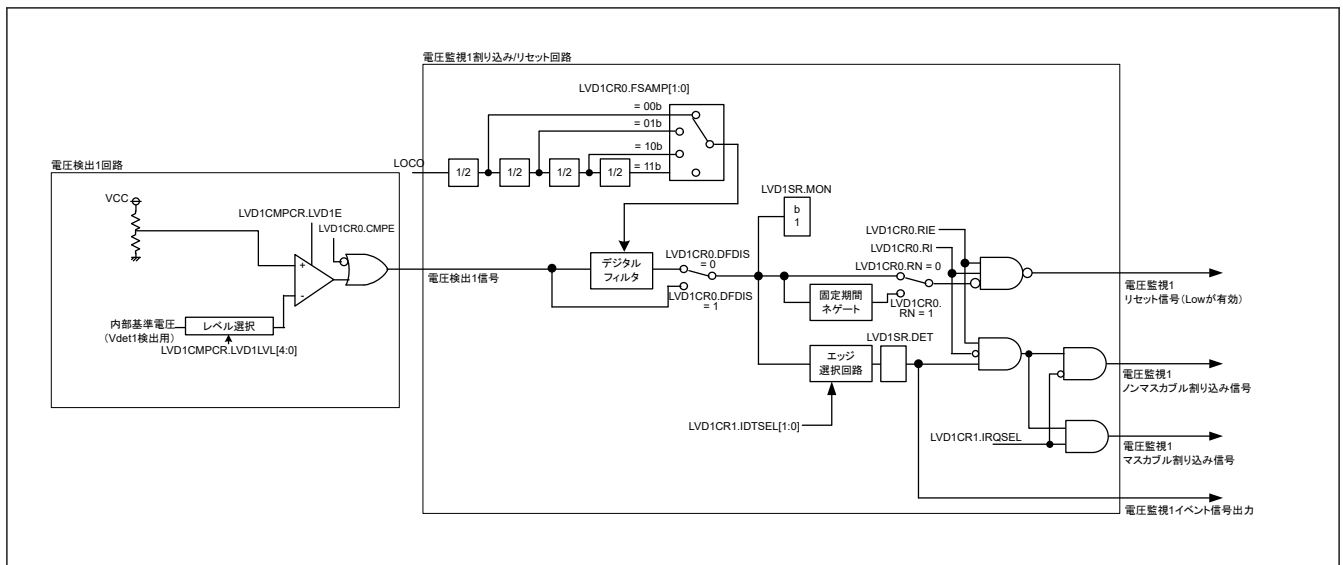 電圧監視1割り込み/リセット回路
LVD1CR0.FSAMP[1:0]
= 00b
= 01b
= 10b
= 11b
LOCO
1/2
1/2
1/2
1/2
電圧検出1回路
VCC
LVD1CMPCR.LVD1E
LVD1CR0.CMPE
+
-
内部基準電圧
(Vdet1検出用)
レベル選択
LVD1CMPCR.LVD1LVL[4:0]
電圧検出1信号
デジタル
フィルタ
LVD1CR0.DFDIS
= 0
LVD1CR0.DFDIS
= 1
LVD1SR.MON
b
1
LVD1CR0.RIE
LVD1CR0.RI
LVD1CR0.RN = 0
固定期間
ネゲート
LVD1CR0.
RN = 1
電圧監視1
リセット信号(Lowが有効)
LVD1SR.DET
エッジ
選択回路
LVD1CR1.IDTSEL[1:0]
電圧監視1
ノンマスカブル割り込み信号
LVD1CR1.IRQSEL
電圧監視1
マスカブル割り込み信号
電圧監視1イベント信号出力